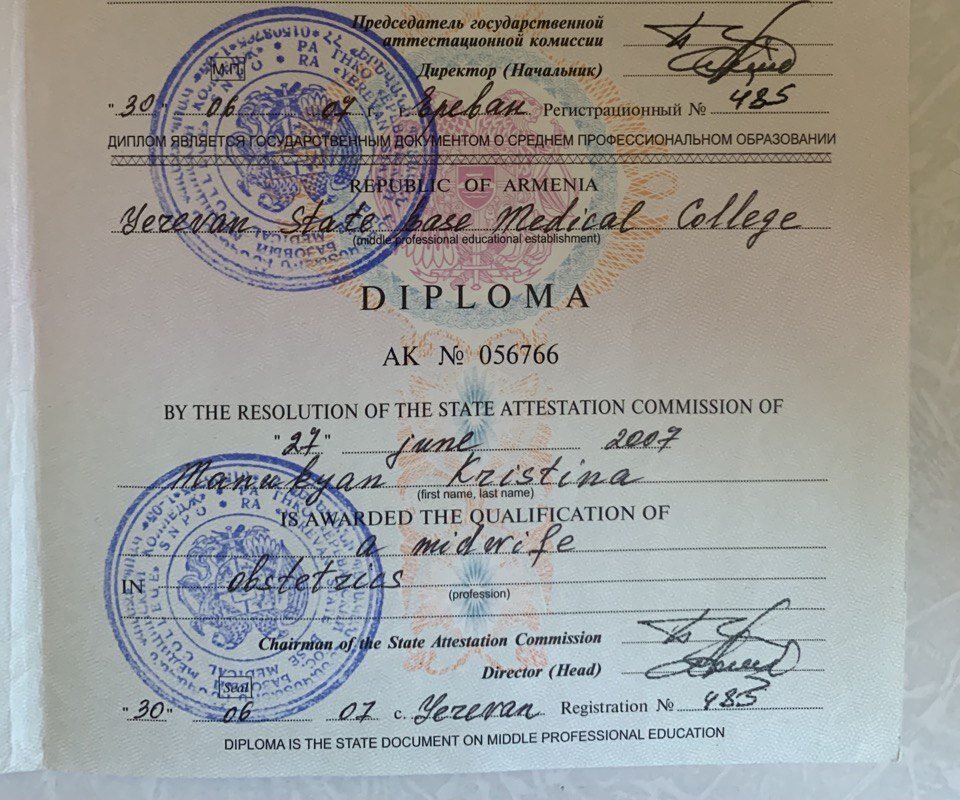 Председатель государственной
аттестационной комиссии
М.П.
Директор (Начальник)
"30" 06 07 г. г. Ереван Регистрационный № 485
ДИПЛОМ ЯВЛЯЕТСЯ ГОСУДАРСТВЕННЫМ ДОКУМЕНТОМ О СРЕДНЕМ ПРОФЕССИОНАЛЬНОМ ОБРАЗОВАНИИ
REPUBLIC OF ARMENIA
Yerevan State base Medical College
(middle professional educational establishment)
DIPLOMA
АК № 056766
BY THE RESOLUTION OF THE STATE ATTESTATION COMMISSION OF
"27" june 2007
Manukyan Kristina
(first name, last name)
IS AWARDED THE QUALIFICATION OF
a midwife
IN obstetrics
(profession)
Chairman of the State Attestation Commission
Director (Head)
Seal
"30" 06 07 c. Yerevan Registration № 485
DIPLOMA IS THE STATE DOCUMENT ON MIDDLE PROFESSIONAL EDUCATION